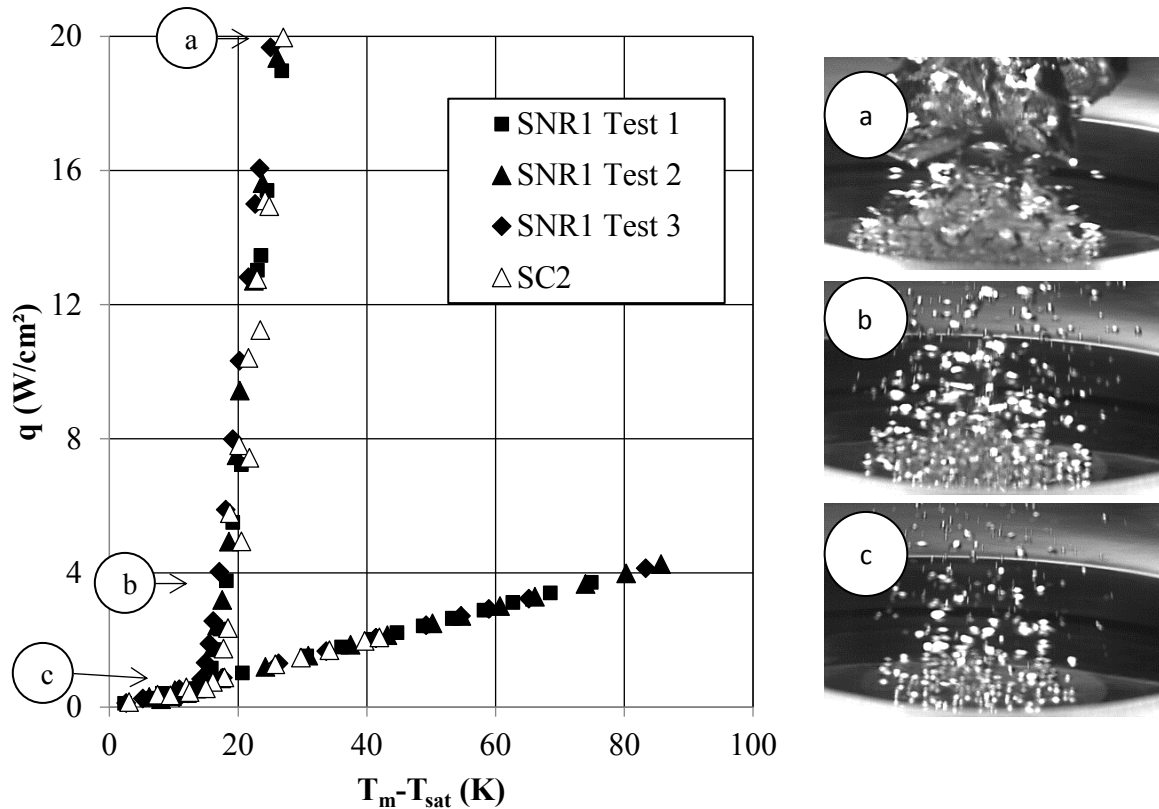 20
16
12
8
4
0
q (W/cm²)
0 20 40 60 80 100
Tₘ-Tₛₐₜ (K)
a
b
c
SNR1 Test 1
SNR1 Test 2
SNR1 Test 3
SC2
a
b
c